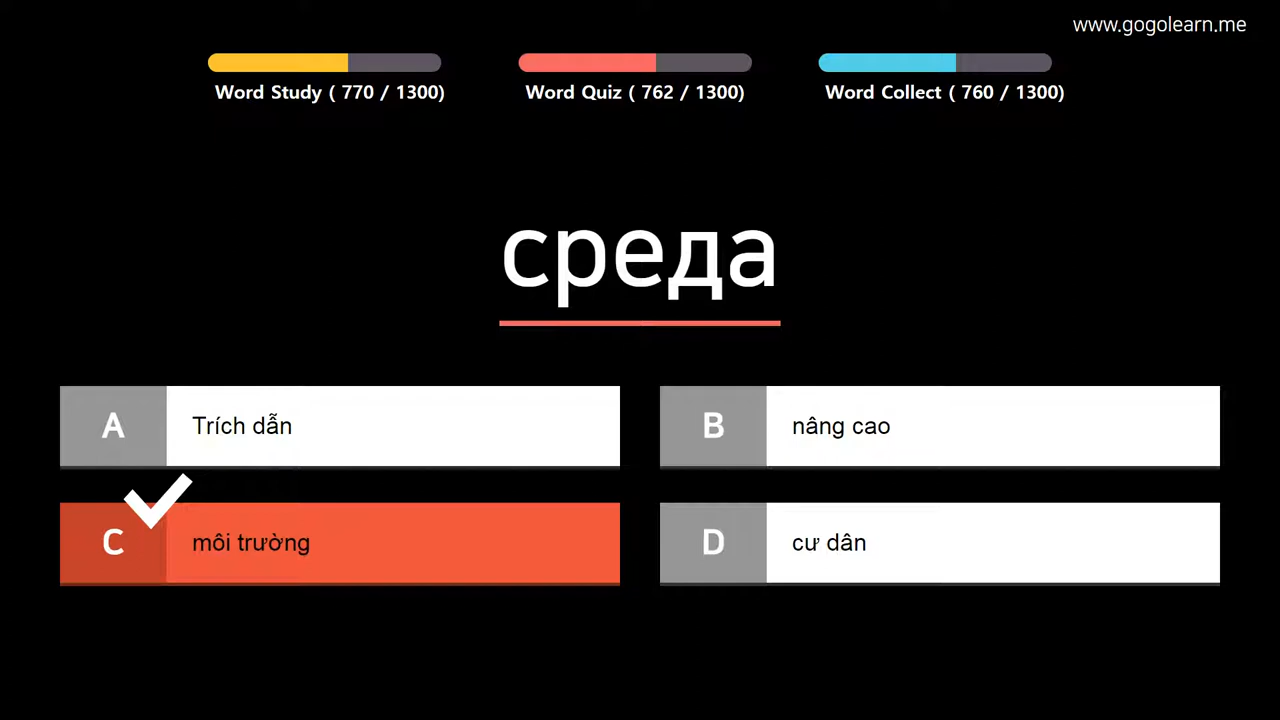 www.gogolearn.me
Word Study ( 770 / 1300)
Word Quiz ( 762 / 1300)
Word Collect ( 760 / 1300)
среда
A Trích dẫn
B nâng cao
C môi trường
D cư dân